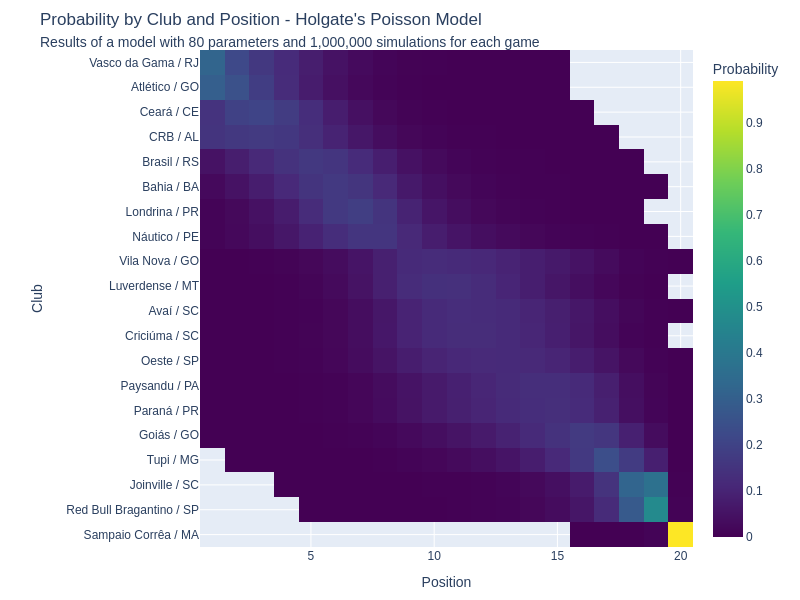 Probability by Club and Position - Holgate's Poisson Model
Results of a model with 80 parameters and 1,000,000 simulations for each game
Probability
Club
Vasco da Gama / RJ
Atlético / GO
Ceará / CE
CRB / AL
Brasil / RS
Bahia / BA
Londrina / PR
Náutico / PE
Vila Nova / GO
Luverdense / MT
Avaí / SC
Criciúma / SC
Oeste / SP
Paysandu / PA
Paraná / PR
Goiás / GO
Tupi / MG
Joinville / SC
Red Bull Bragantino / SP
Sampaio Corrêa / MA
0.9
0.8
0.7
0.6
0.5
0.4
0.3
0.2
0.1
0
5 10 15 20
Position